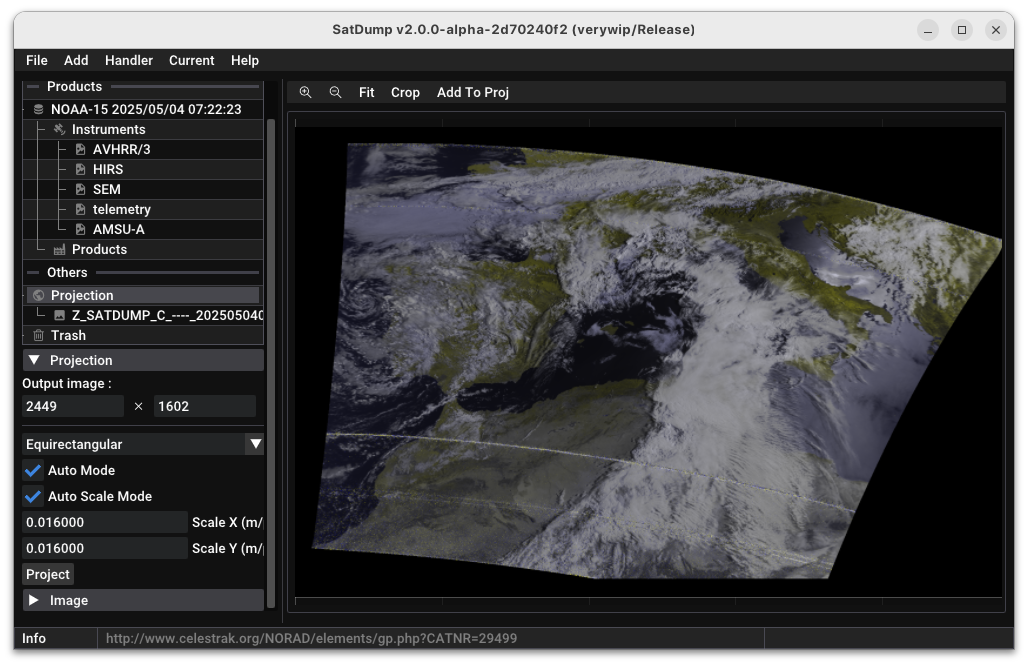 SatDump v2.0.0-alpha-2d70240f2 (verywip/Release)
File Add Handler Current Help
Products
NOAA-15 2025/05/04 07:22:23
Instruments
AVHRR/3
HIRS
SEM
telemetry
AMSU-A
Products
Others
Projection
Z_SATDUMP_C_----_202505040
Trash
Projection
Output image :
2449 × 1602
Equirectangular
Auto Mode
Auto Scale Mode
0.016000 Scale X (m/
0.016000 Scale Y (m/
Project
Image
Fit Crop Add To Proj
Info http://www.celestrak.org/NORAD/elements/gp.php?CATNR=29499